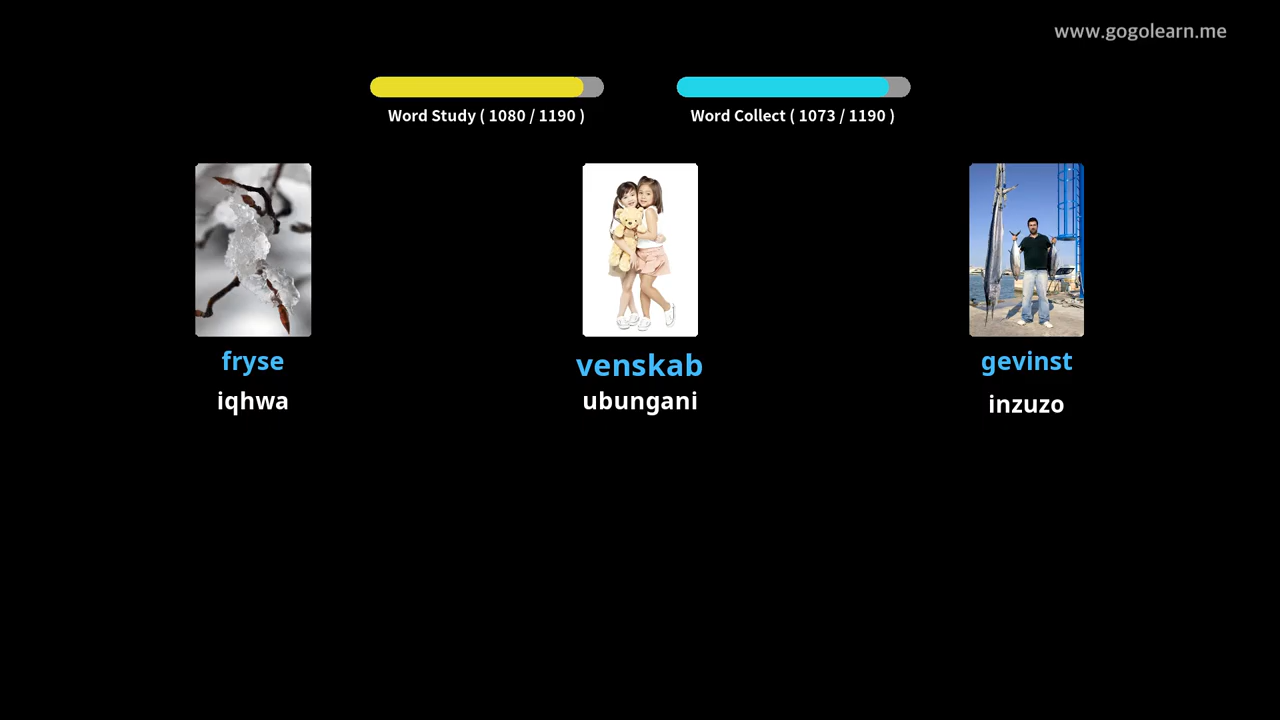 www.gogolearn.me
Word Study ( 1080 / 1190 )
Word Collect ( 1073 / 1190 )
fryse
iqhwa
venskab
ubungani
gevinst
inzuzo